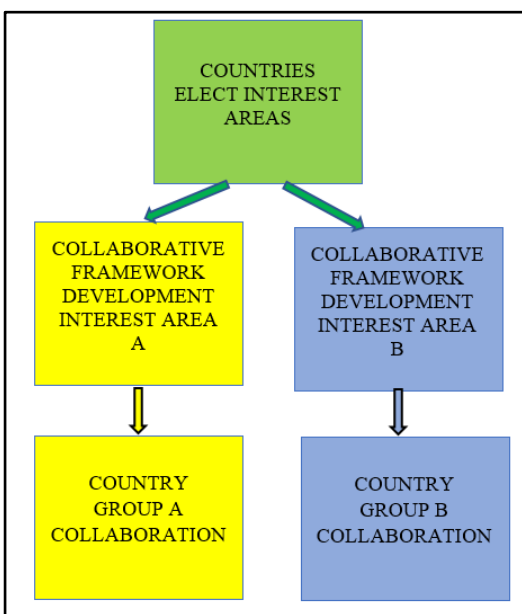 COUNTRIES
ELECT INTEREST
AREAS
COLLABORATIVE
FRAMEWORK
DEVELOPMENT
INTEREST AREA
A
COLLABORATIVE
FRAMEWORK
DEVELOPMENT
INTEREST AREA
B
COUNTRY
GROUP A
COLLABORATION
COUNTRY
GROUP B
COLLABORATION